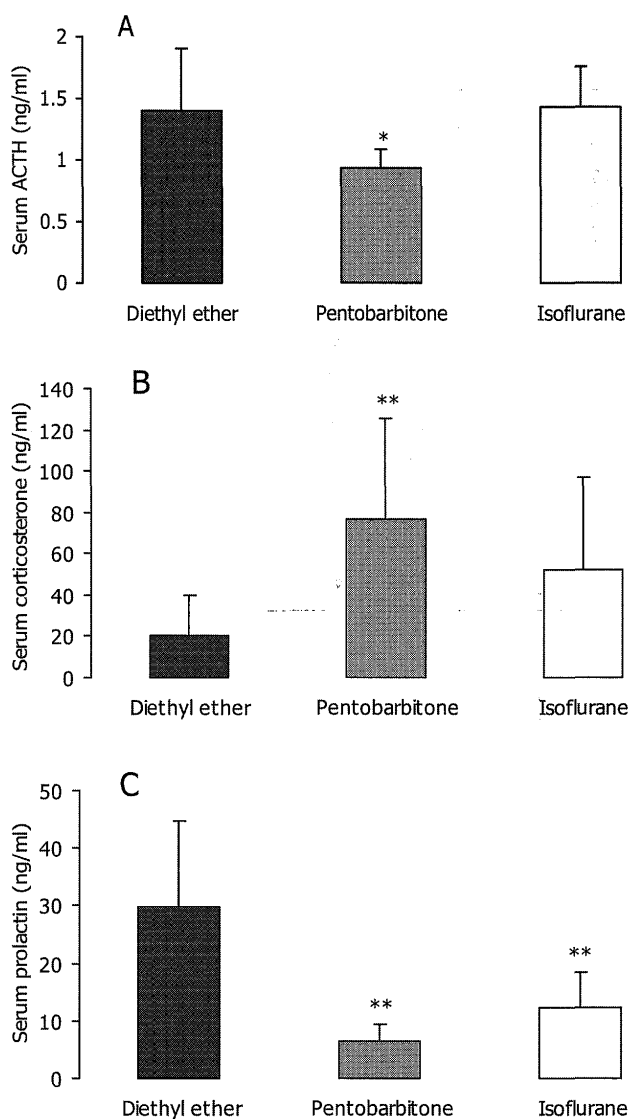 A
Serum ACTH (ng/ml)
2
1.5
1
0.5
0
*
Diethyl ether Pentobarbitone Isoflurane
B
Serum corticosterone (ng/ml)
140
120
100
80
60
40
20
0
**
Diethyl ether Pentobarbitone Isoflurane
C
Serum prolactin (ng/ml)
50
40
30
20
10
0
**
**
Diethyl ether Pentobarbitone Isoflurane